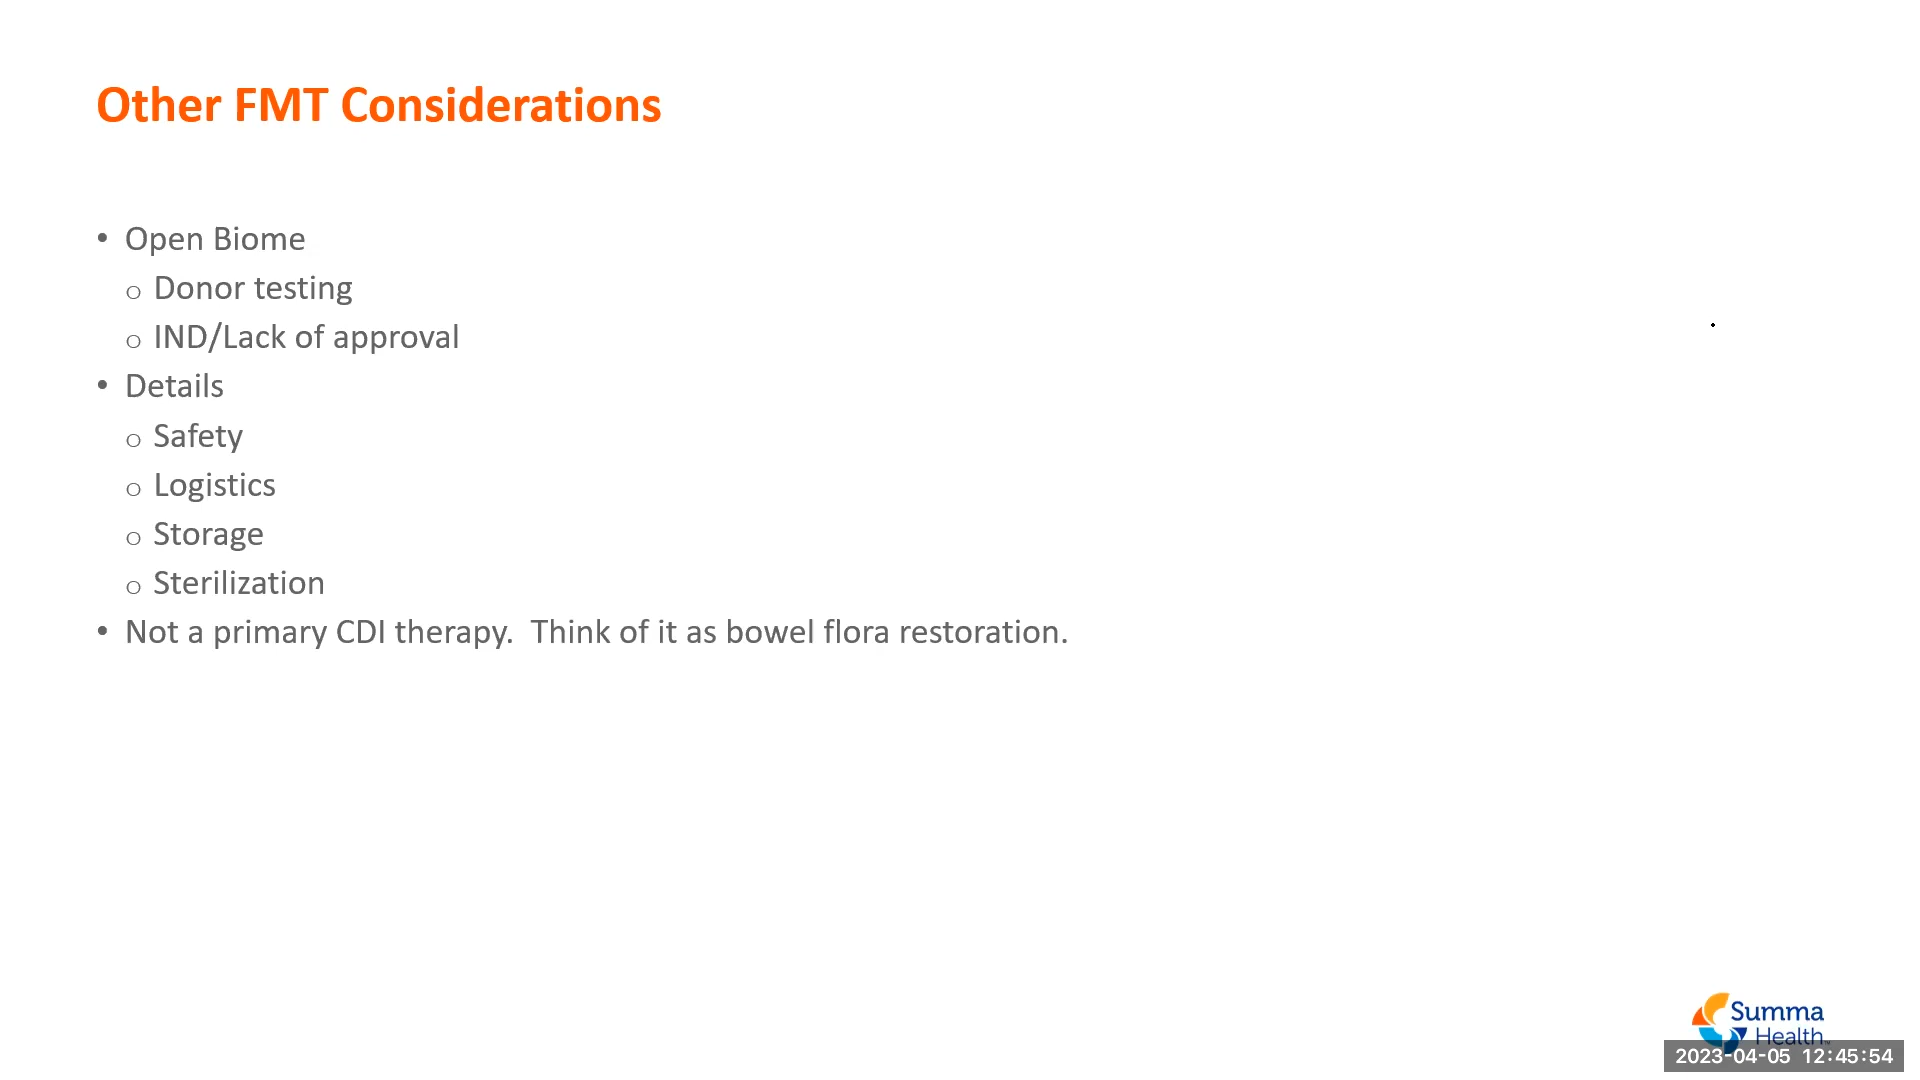 Other FMT Considerations
• Open Biome
o Donor testing
o IND/Lack of approval
• Details
o Safety
o Logistics
o Storage
o Sterilization
• Not a primary CDI therapy.  Think of it as bowel flora restoration.
Summa
Health
2023-04-05 12:45:54